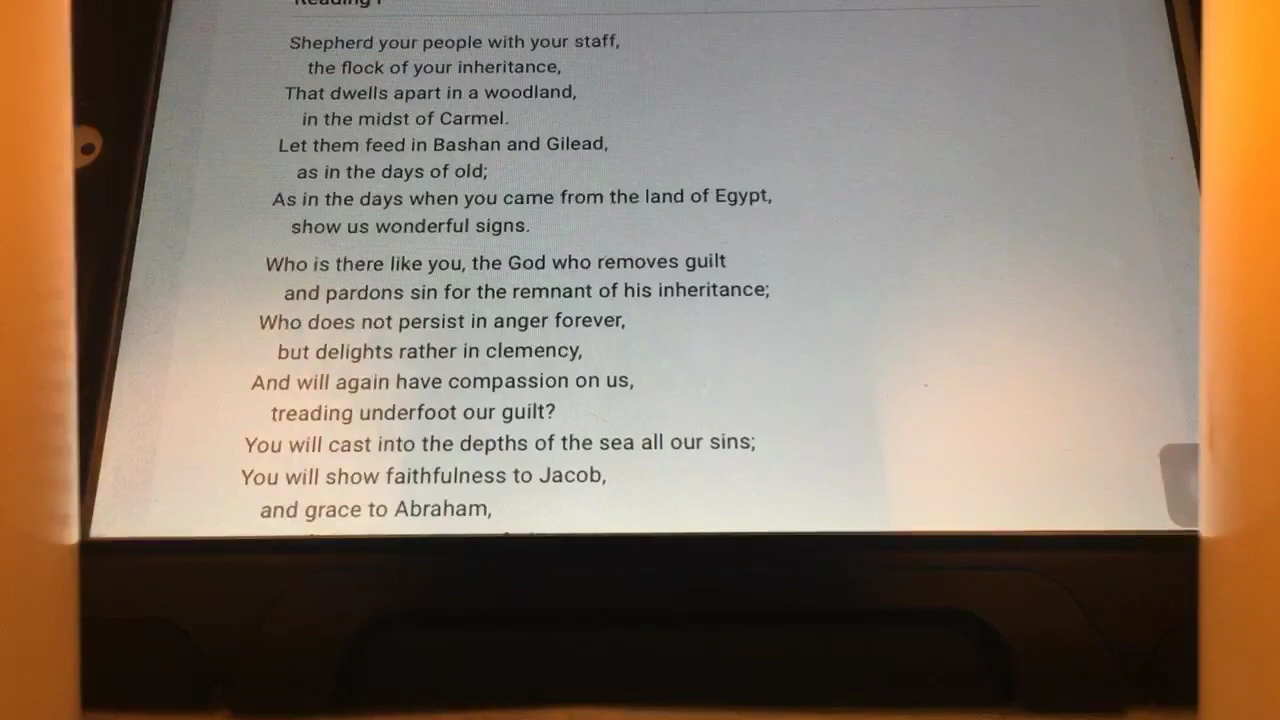 Reading I
Shepherd your people with your staff,
the flock of your inheritance,
That dwells apart in a woodland,
in the midst of Carmel.
Let them feed in Bashan and Gilead,
as in the days of old;
As in the days when you came from the land of Egypt,
show us wonderful signs.
Who is there like you, the God who removes guilt
and pardons sin for the remnant of his inheritance;
Who does not persist in anger forever,
but delights rather in clemency,
And will again have compassion on us,
treading underfoot our guilt?
You will cast into the depths of the sea all our sins;
You will show faithfulness to Jacob,
and grace to Abraham,